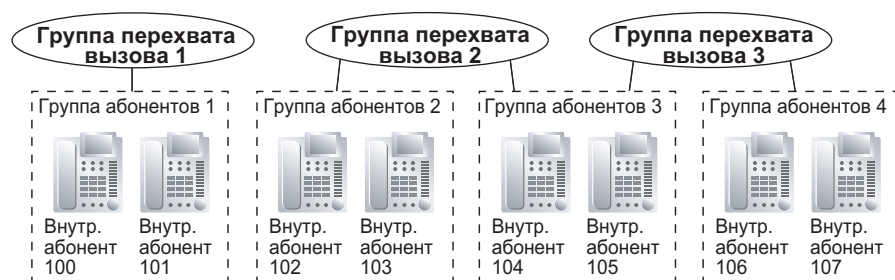 Группа перехвата
вызова 1
Группа перехвата
вызова 2
Группа перехвата
вызова 3
Группа абонентов 1
Группа абонентов 2
Группа абонентов 3
Группа абонентов 4
Внутр.
абонент
100
Внутр.
абонент
101
Внутр.
абонент
102
Внутр.
абонент
103
Внутр.
абонент
104
Внутр.
абонент
105
Внутр.
абонент
106
Внутр.
абонент
107